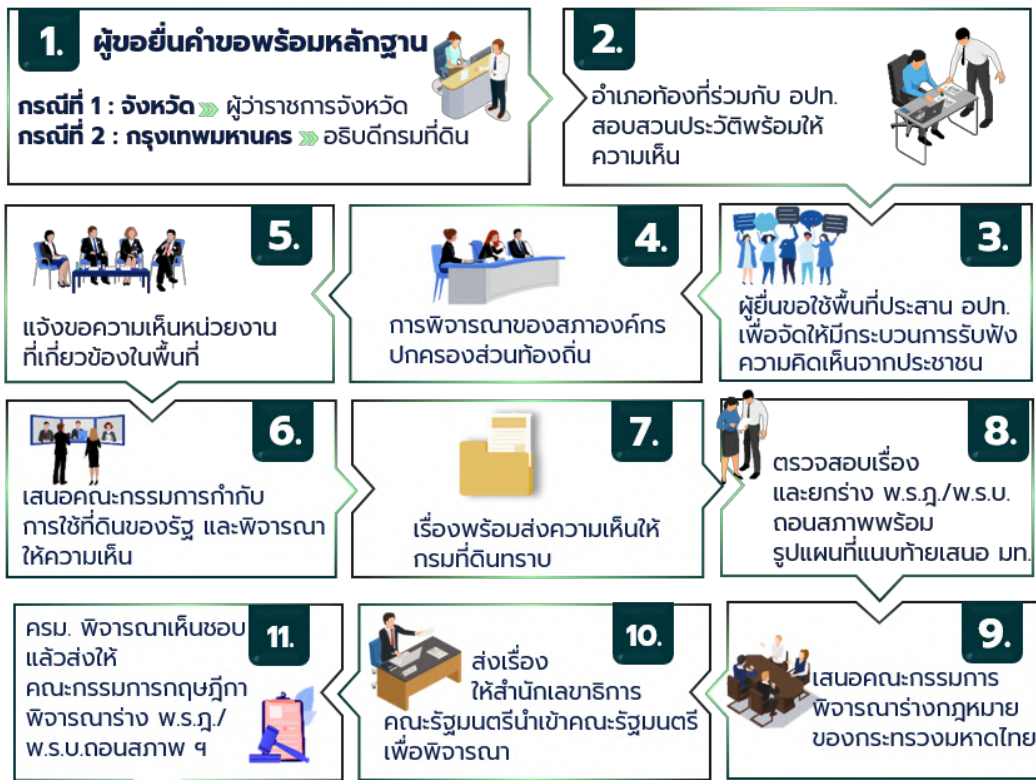 1. ผู้ขอยื่นคำขอพร้อมหลักฐาน
กรณีที่ 1 : จังหวัด ผู้ว่าราชการจังหวัด
กรณีที่ 2 : กรุงเทพมหานคร อธิบดีกรมที่ดิน
2.
อำเภอท้องที่ร่วมกับ อปท.
สอบสวนประวัติพร้อมให้
ความเห็น
3.
ผู้ยื่นขอใช้พื้นที่ประสาน อปท.
เพื่อจัดให้มีกระบวนการรับฟัง
ความคิดเห็นจากประชาชน
4.
การพิจารณาของสภาองค์กร
ปกครองส่วนท้องถิ่น
5.
แจ้งขอความเห็นหน่วยงาน
ที่เกี่ยวข้องในพื้นที่
6.
เสนอคณะกรรมการกำกับ
การใช้ที่ดินของรัฐ และพิจารณา
ให้ความเห็น
7.
เรื่องพร้อมส่งความเห็นให้
กรมที่ดินทราบ
8.
ตรวจสอบเรื่อง
และยกร่าง พ.ร.ฎ./พ.ร.บ.
ถอนสภาพพร้อม
รูปแผนที่แนบท้ายเสนอ มท.
9.
เสนอคณะกรรมการ
พิจารณาร่างกฎหมาย
ของกระทรวงมหาดไทย
10.
ส่งเรื่อง
ให้สำนักเลขาธิการ
คณะรัฐมนตรีนำเข้าคณะรัฐมนตรี
เพื่อพิจารณา
11.
ครม. พิจารณาเห็นชอบ
แล้วส่งให้
คณะกรรมการกฤษฎีกา
พิจารณาร่าง พ.ร.ฎ./
พ.ร.บ.ถอนสภาพ ฯ